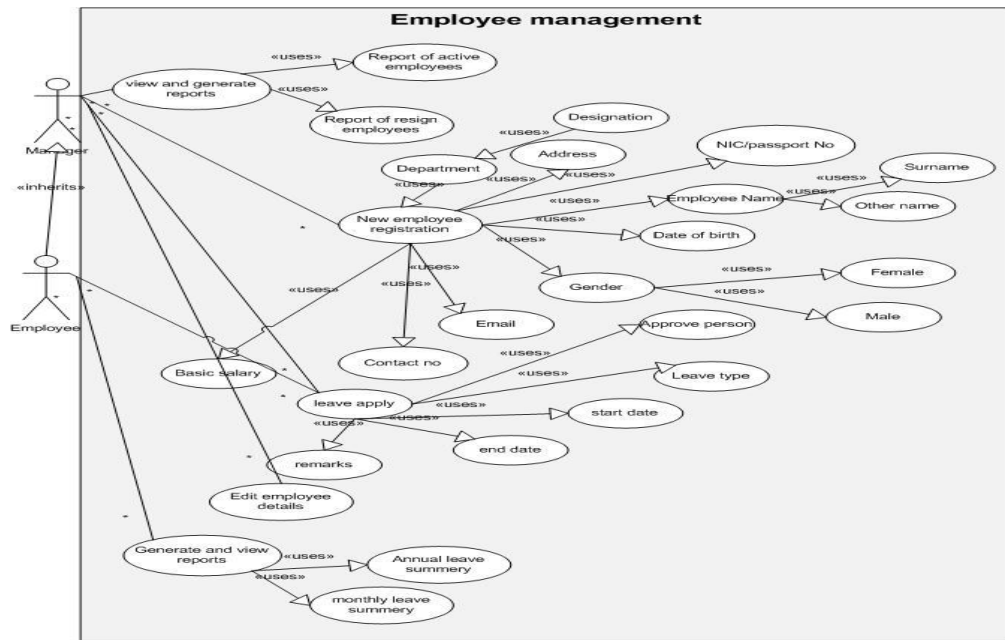 Employee management
«uses»
Report of active
employees
view and generate
reports
«uses»
Report of resign
employees
Manager
«inherits»
Designation
«uses»
Department
«uses»
Address
«uses»
«uses»
NIC/passport No
«uses»
Surname
New employee
registration
«uses»
Employee Name
Other name
«uses»
Date of birth
«uses»
Gender
«uses»
Female
«uses»
Male
Employee
«uses»
«uses»
«uses»
Email
Contact no
Basic salary
Approve person
«uses»
leave apply
«uses»
Leave type
«uses»
start date
«uses»
«uses»
end date
remarks
Edit employee
details
Generate and view
reports
«uses»
Annual leave
summery
«uses»
monthly leave
summery